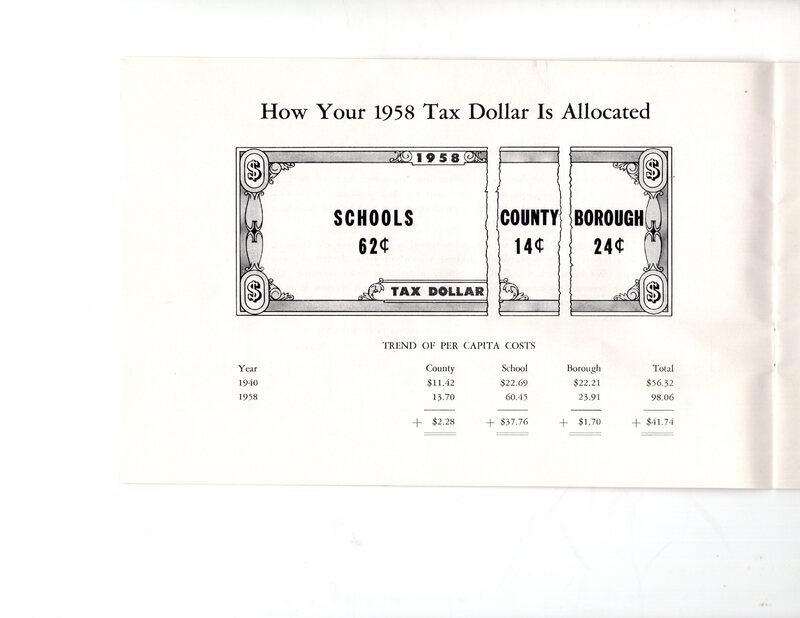 How Your 1958 Tax Dollar Is Allocated
$ 1958 $
SCHOOLS COUNTY BOROUGH
62¢ 14¢ 24¢
$ TAX DOLLAR $
TREND OF PER CAPITA COSTS
Year County School Borough Total
1940 $11.42 $22.69 $22.21 $56.32
1958 13.70 60.45 23.91 98.06
+ $2.28 + $37.76 + $1.70 + $41.74